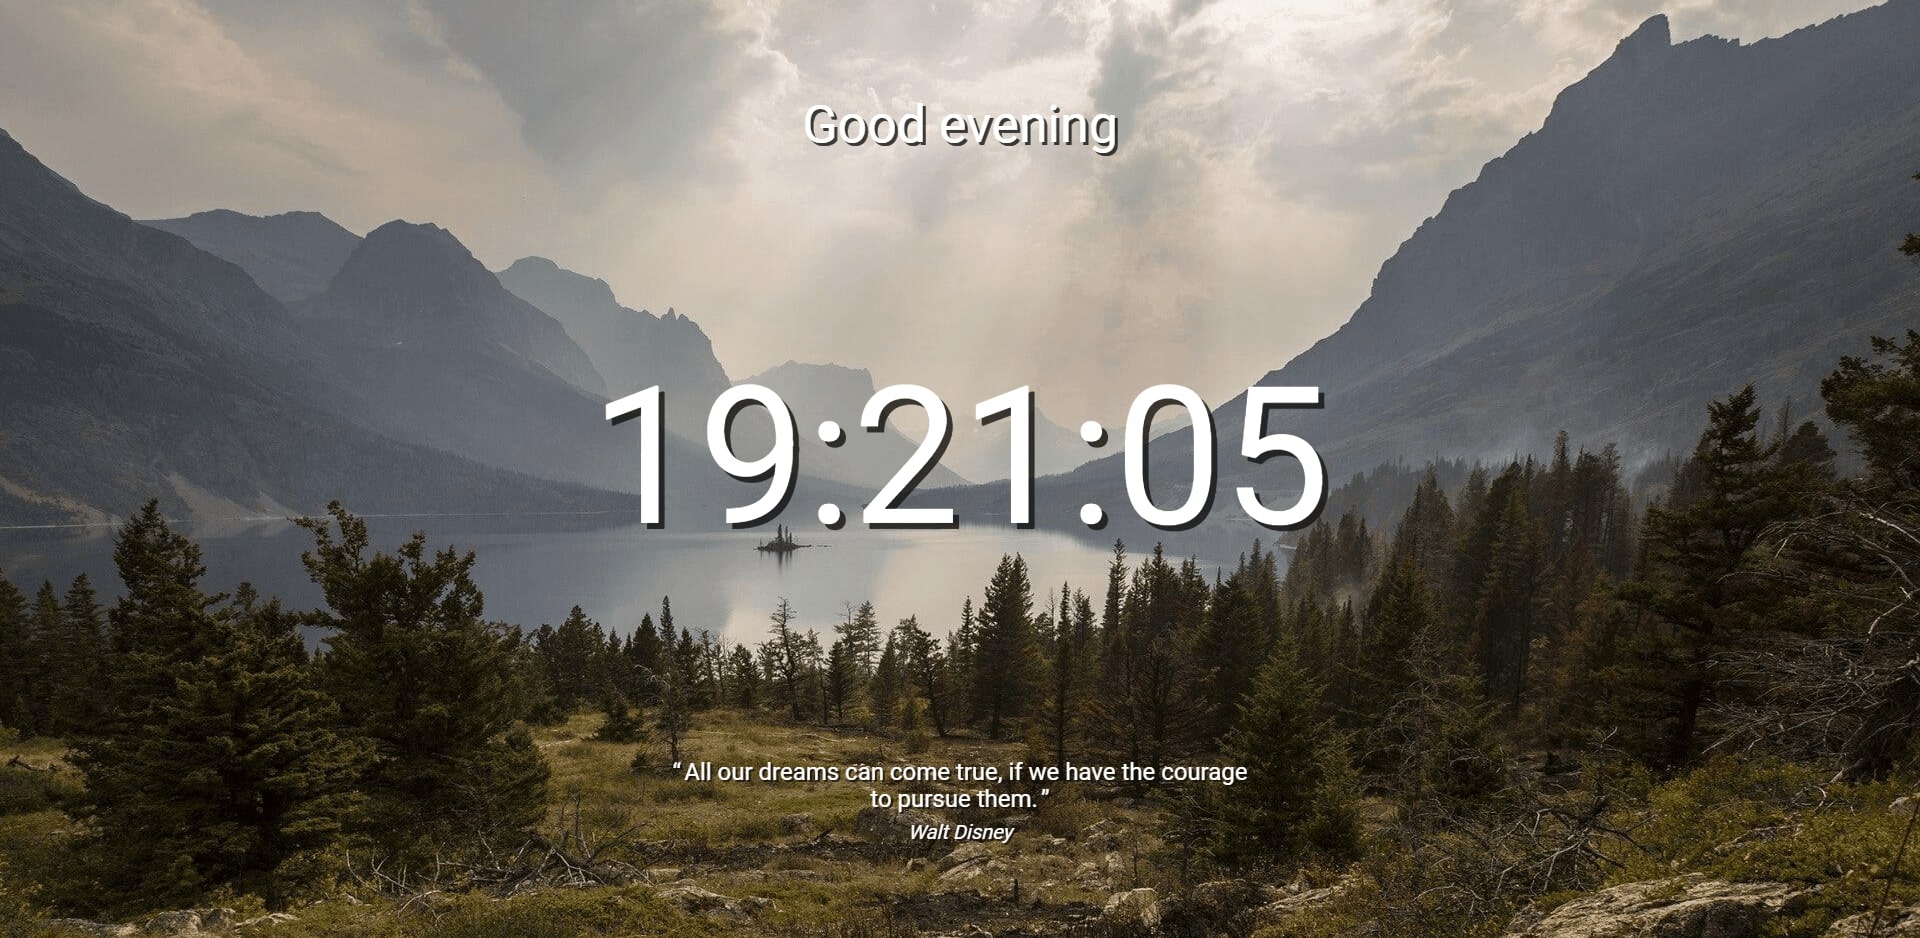 Good evening
19:21:05
“All our dreams can come true, if we have the courage
to pursue them.”
Walt Disney